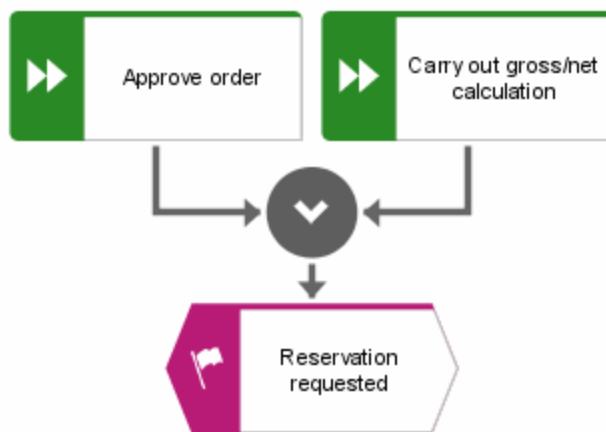 Approve order
Carry out gross/net
calculation
Reservation
requested